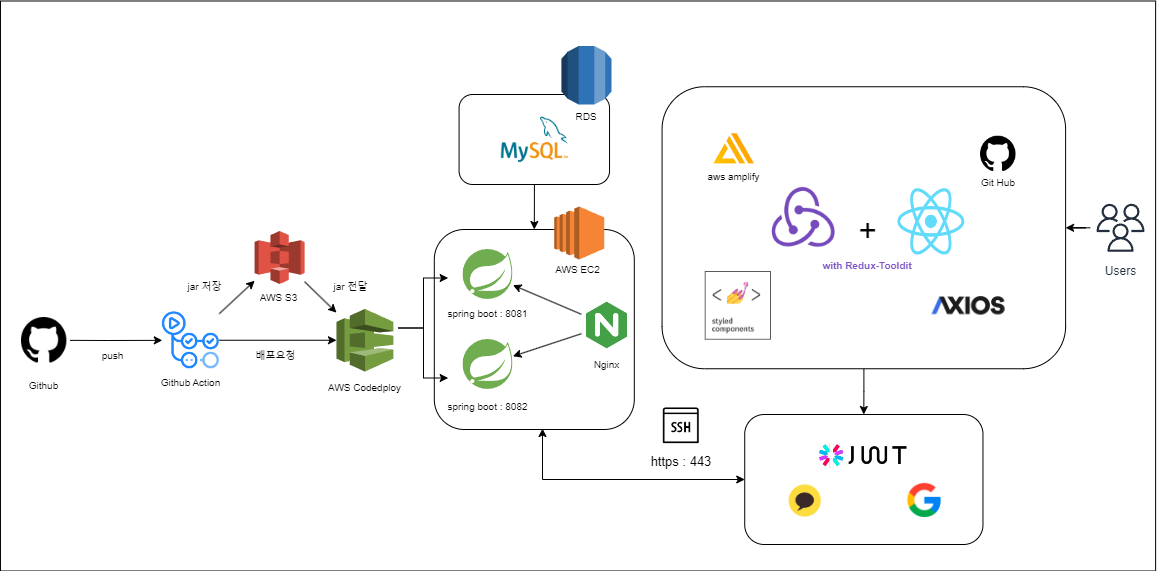 RDS
MySQL
aws amplify
Git Hub
AWS EC2
+
with Redux-Tooldit
Users
jar 저장
AWS S3
jar 전달
spring boot : 8081
< >
styled
components
AXIOS
N
Nginx
Github
push
Github Action
배포요청
AWS Codedploy
spring boot : 8082
SSH
https : 443
JWT